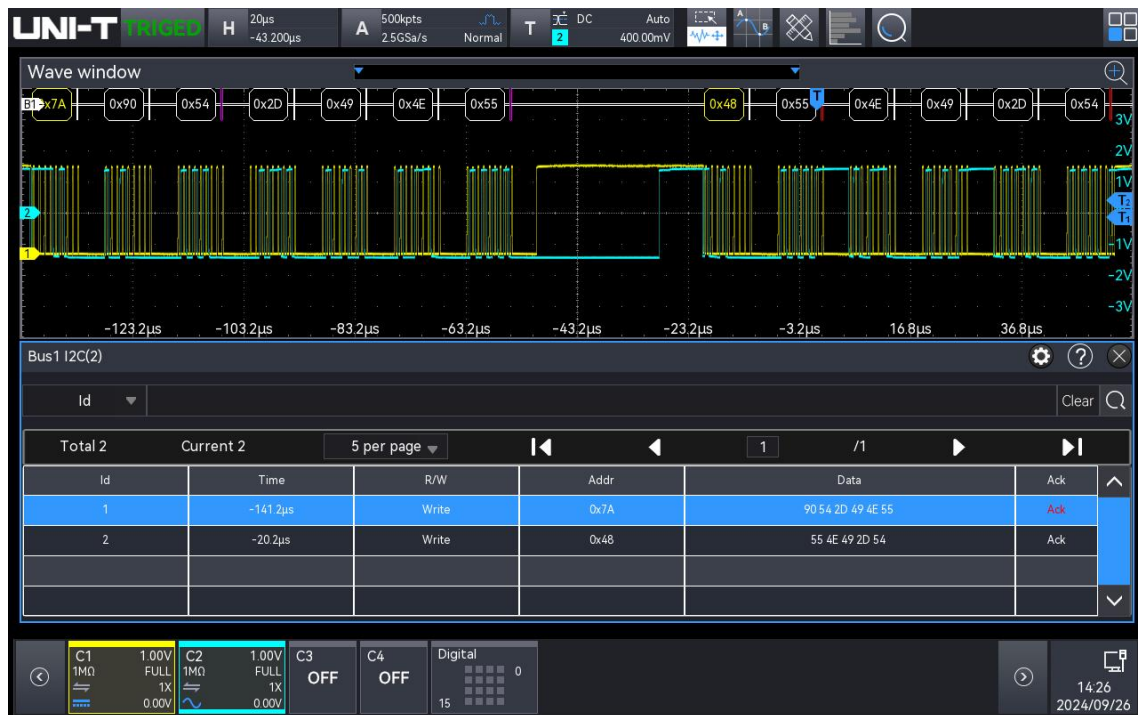 UNI-T TRIGED H 20µs -43.200µs A 500kpts 2.5GSa/s Normal T DC Auto 2 400.00mV A B
Wave window
B1 0x7A 0x90 0x54 0x2D 0x49 0x4E 0x55 0x48 0x55 T 0x4E 0x49 0x2D 0x54
3V
2V
1V
T2
2
T1
-1V
1
-2V
-3V
-123.2µs -103.2µs -83.2µs -63.2µs -43.2µs -23.2µs -3.2µs 16.8µs 36.8µs
Bus1 I2C(2)
Id Clear
Total 2 Current 2 5 per page 1 /1
Id Time R/W Addr Data Ack
1 -141.2µs Write 0x7A 90 54 2D 49 4E 55 Ack
2 -20.2µs Write 0x48 55 4E 49 2D 54 Ack
C1 1.00V C2 1.00V C3 C4 Digital
1MΩ FULL 1MΩ FULL OFF OFF 0
1X 1X
0.00V 0.00V 15
14:26
2024/09/26